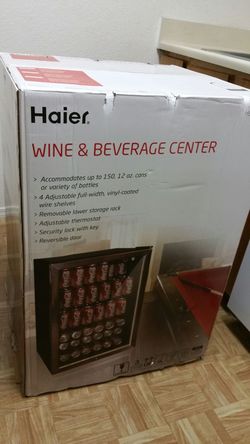 Haier
WINE & BEVERAGE CENTER
> Accommodates up to 150, 12 oz. cans
or variety of bottles
> 4 Adjustable full-width, vinyl-coated
wire shelves
> Removable lower storage rack
> Adjustable thermostat
> Security lock with key
> Reversible door